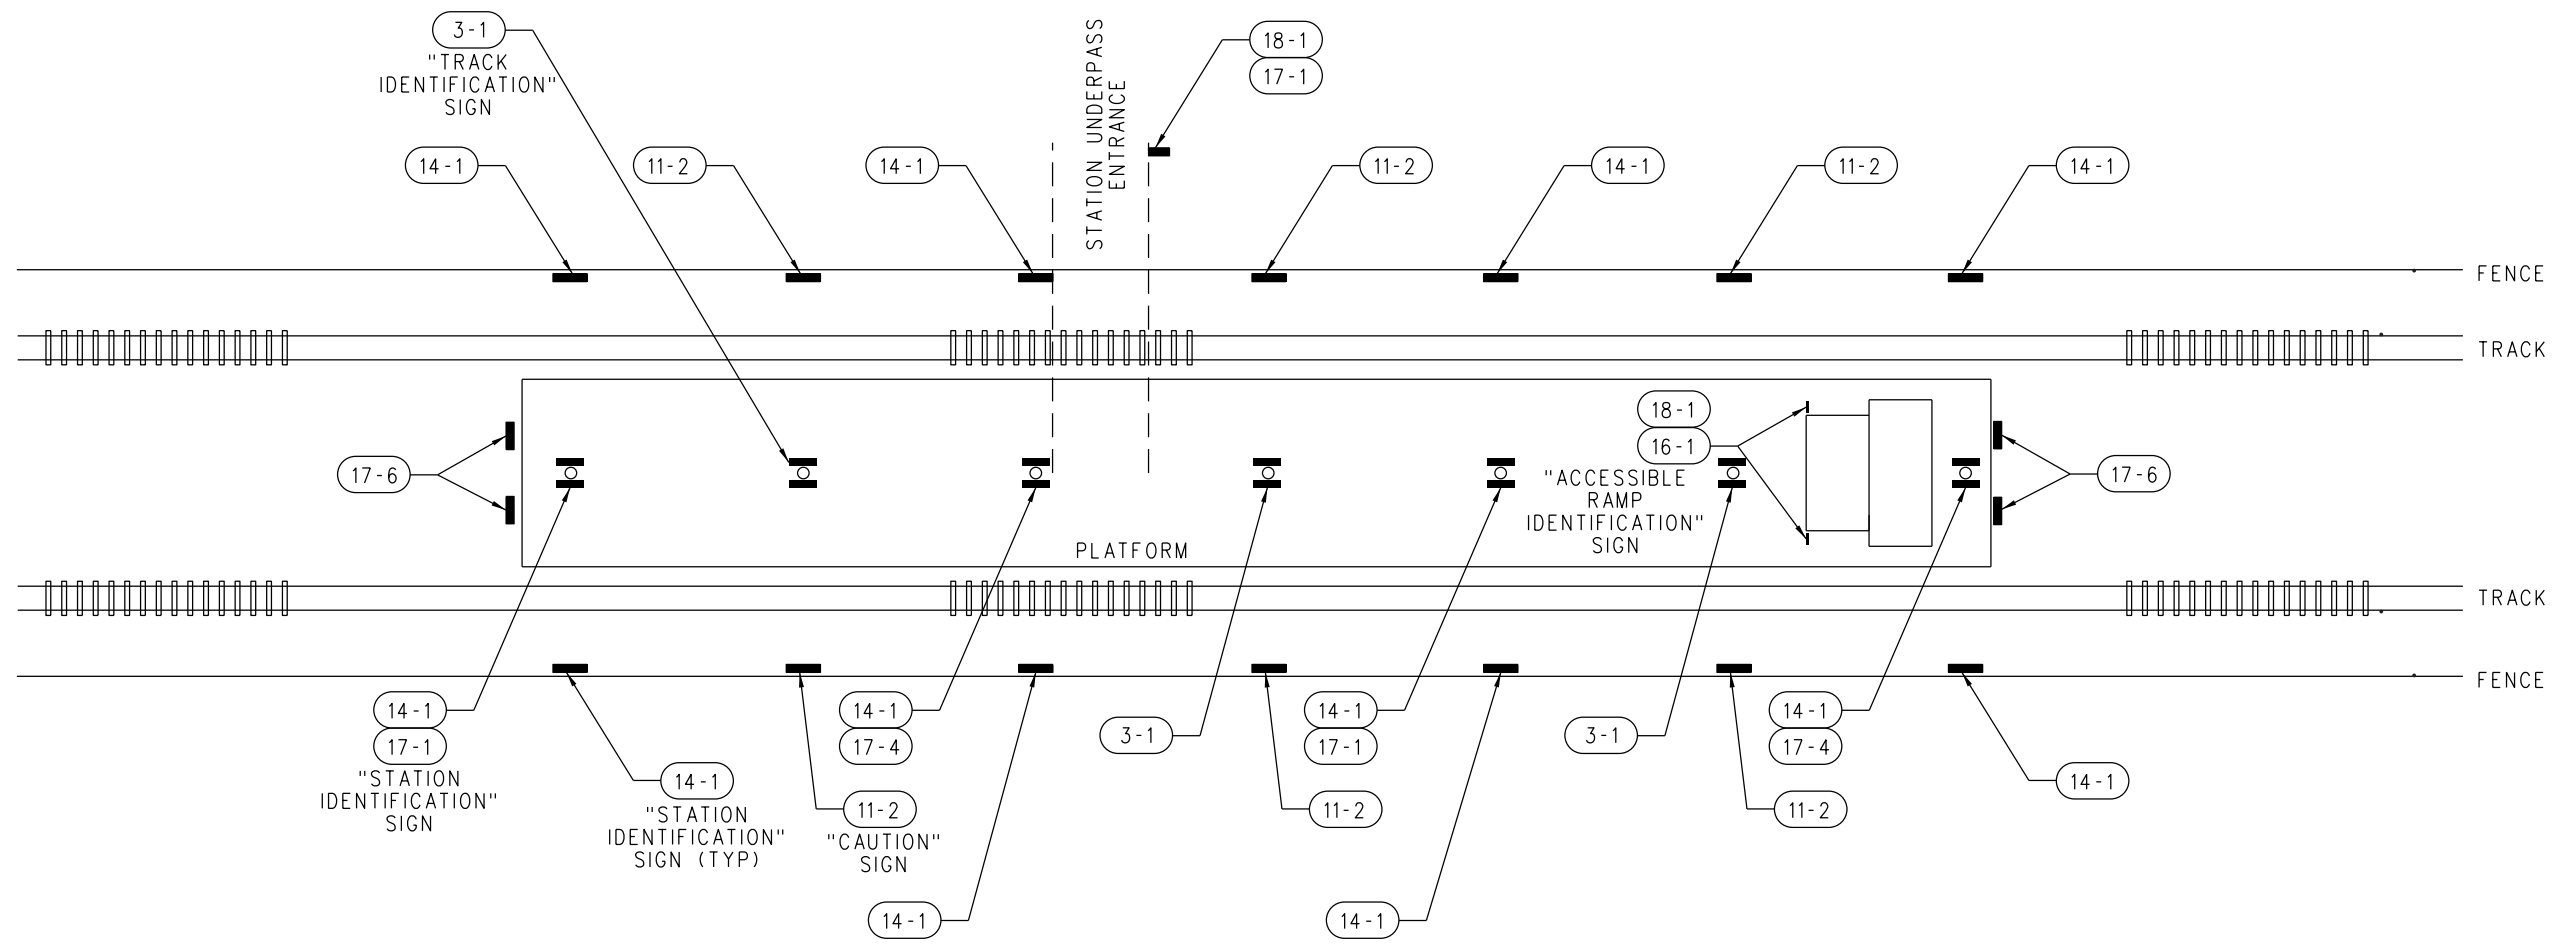 3-1
"TRACK
IDENTIFICATION"
SIGN
18-1
17-1
STATION UNDERPASS
ENTRANCE
14-1
11-2
14-1
11-2
14-1
11-2
14-1
FENCE
TRACK
17-6
18-1
16-1
"ACCESSIBLE
RAMP
IDENTIFICATION"
SIGN
17-6
PLATFORM
TRACK
FENCE
14-1
17-1
"STATION
IDENTIFICATION"
SIGN
14-1
"STATION
IDENTIFICATION"
SIGN (TYP)
14-1
17-4
11-2
"CAUTION"
SIGN
14-1
3-1
14-1
17-1
11-2
14-1
3-1
14-1
17-4
11-2
14-1